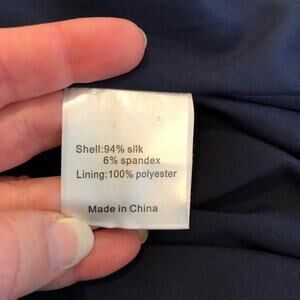 Shell:94% silk
6% spandex
Lining:100% polyester
Made in China